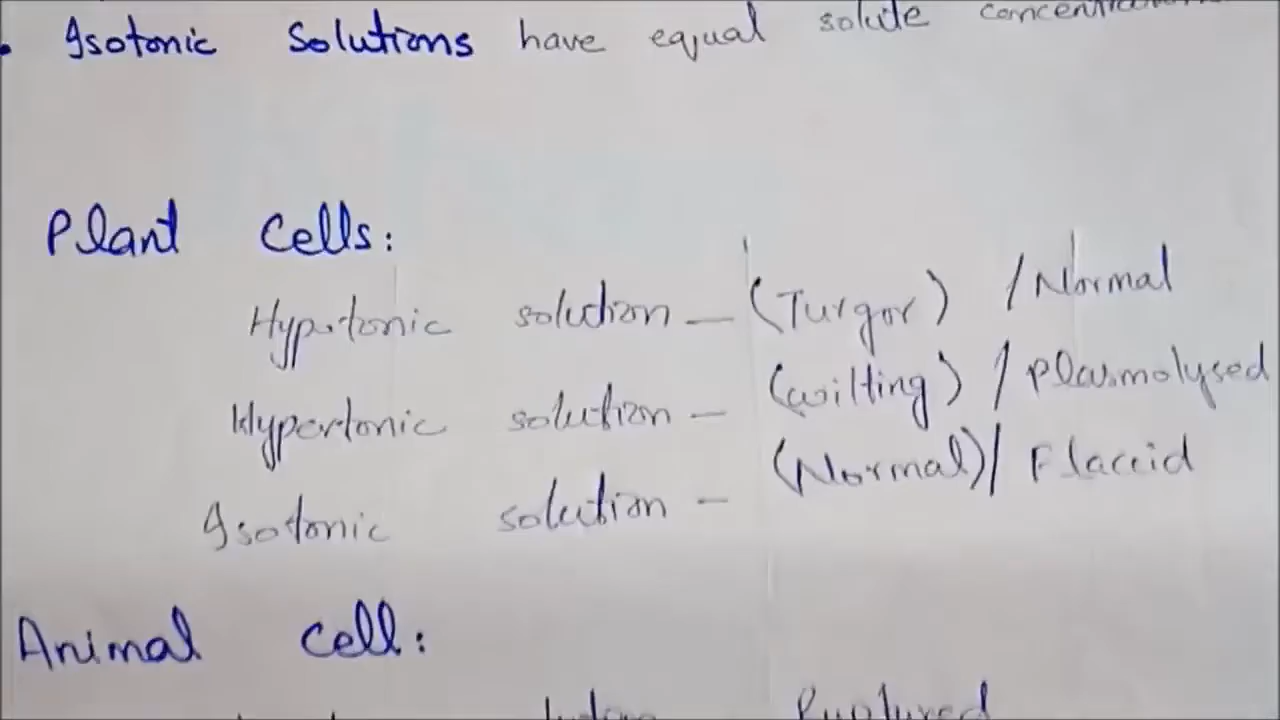 • Isotonic Solutions have equal solute
Plant Cells:
Hypotonic solution – (Turgor) / Normal
Hypertonic solution – (wilting) / Plasmolysed
Isotonic solution – (Normal) / Flaccid
Animal Cell:
Ruptured